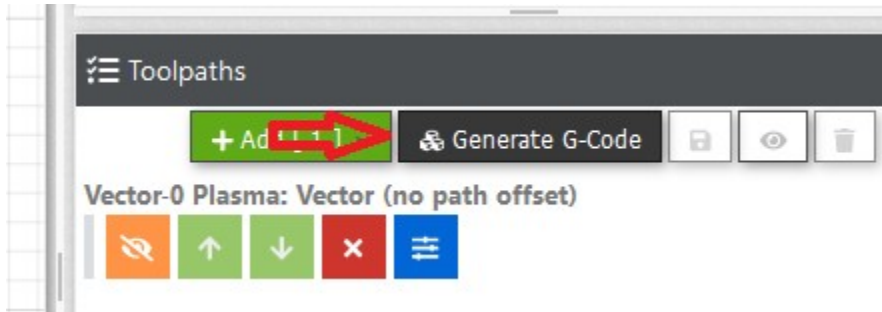 Toolpaths
Generate G-Code
Vector-0 Plasma: Vector (no path offset)